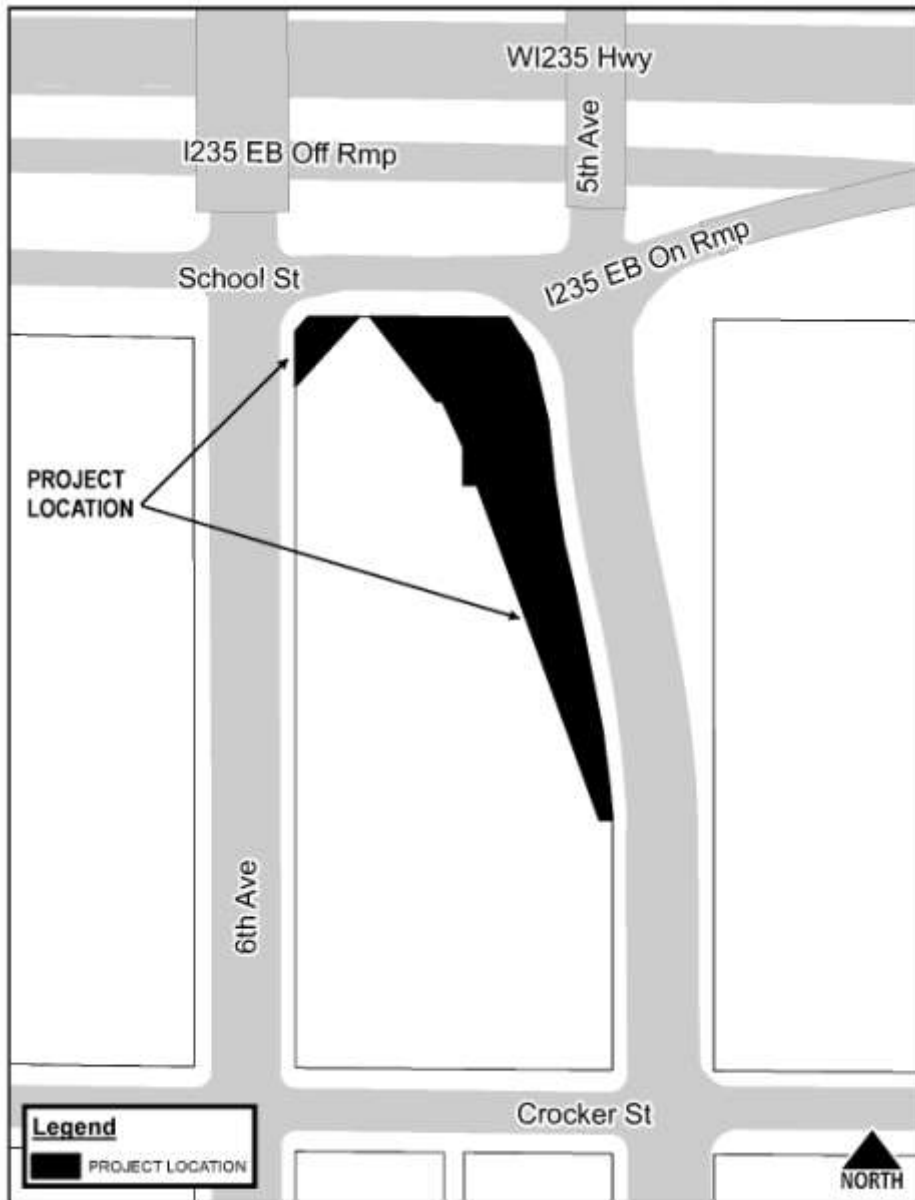 WI235 Hwy
5th Ave
I235 EB Off Rmp
I235 EB On Rmp
School St
PROJECT
LOCATION
6th Ave
Crocker St
Legend
PROJECT LOCATION
NORTH